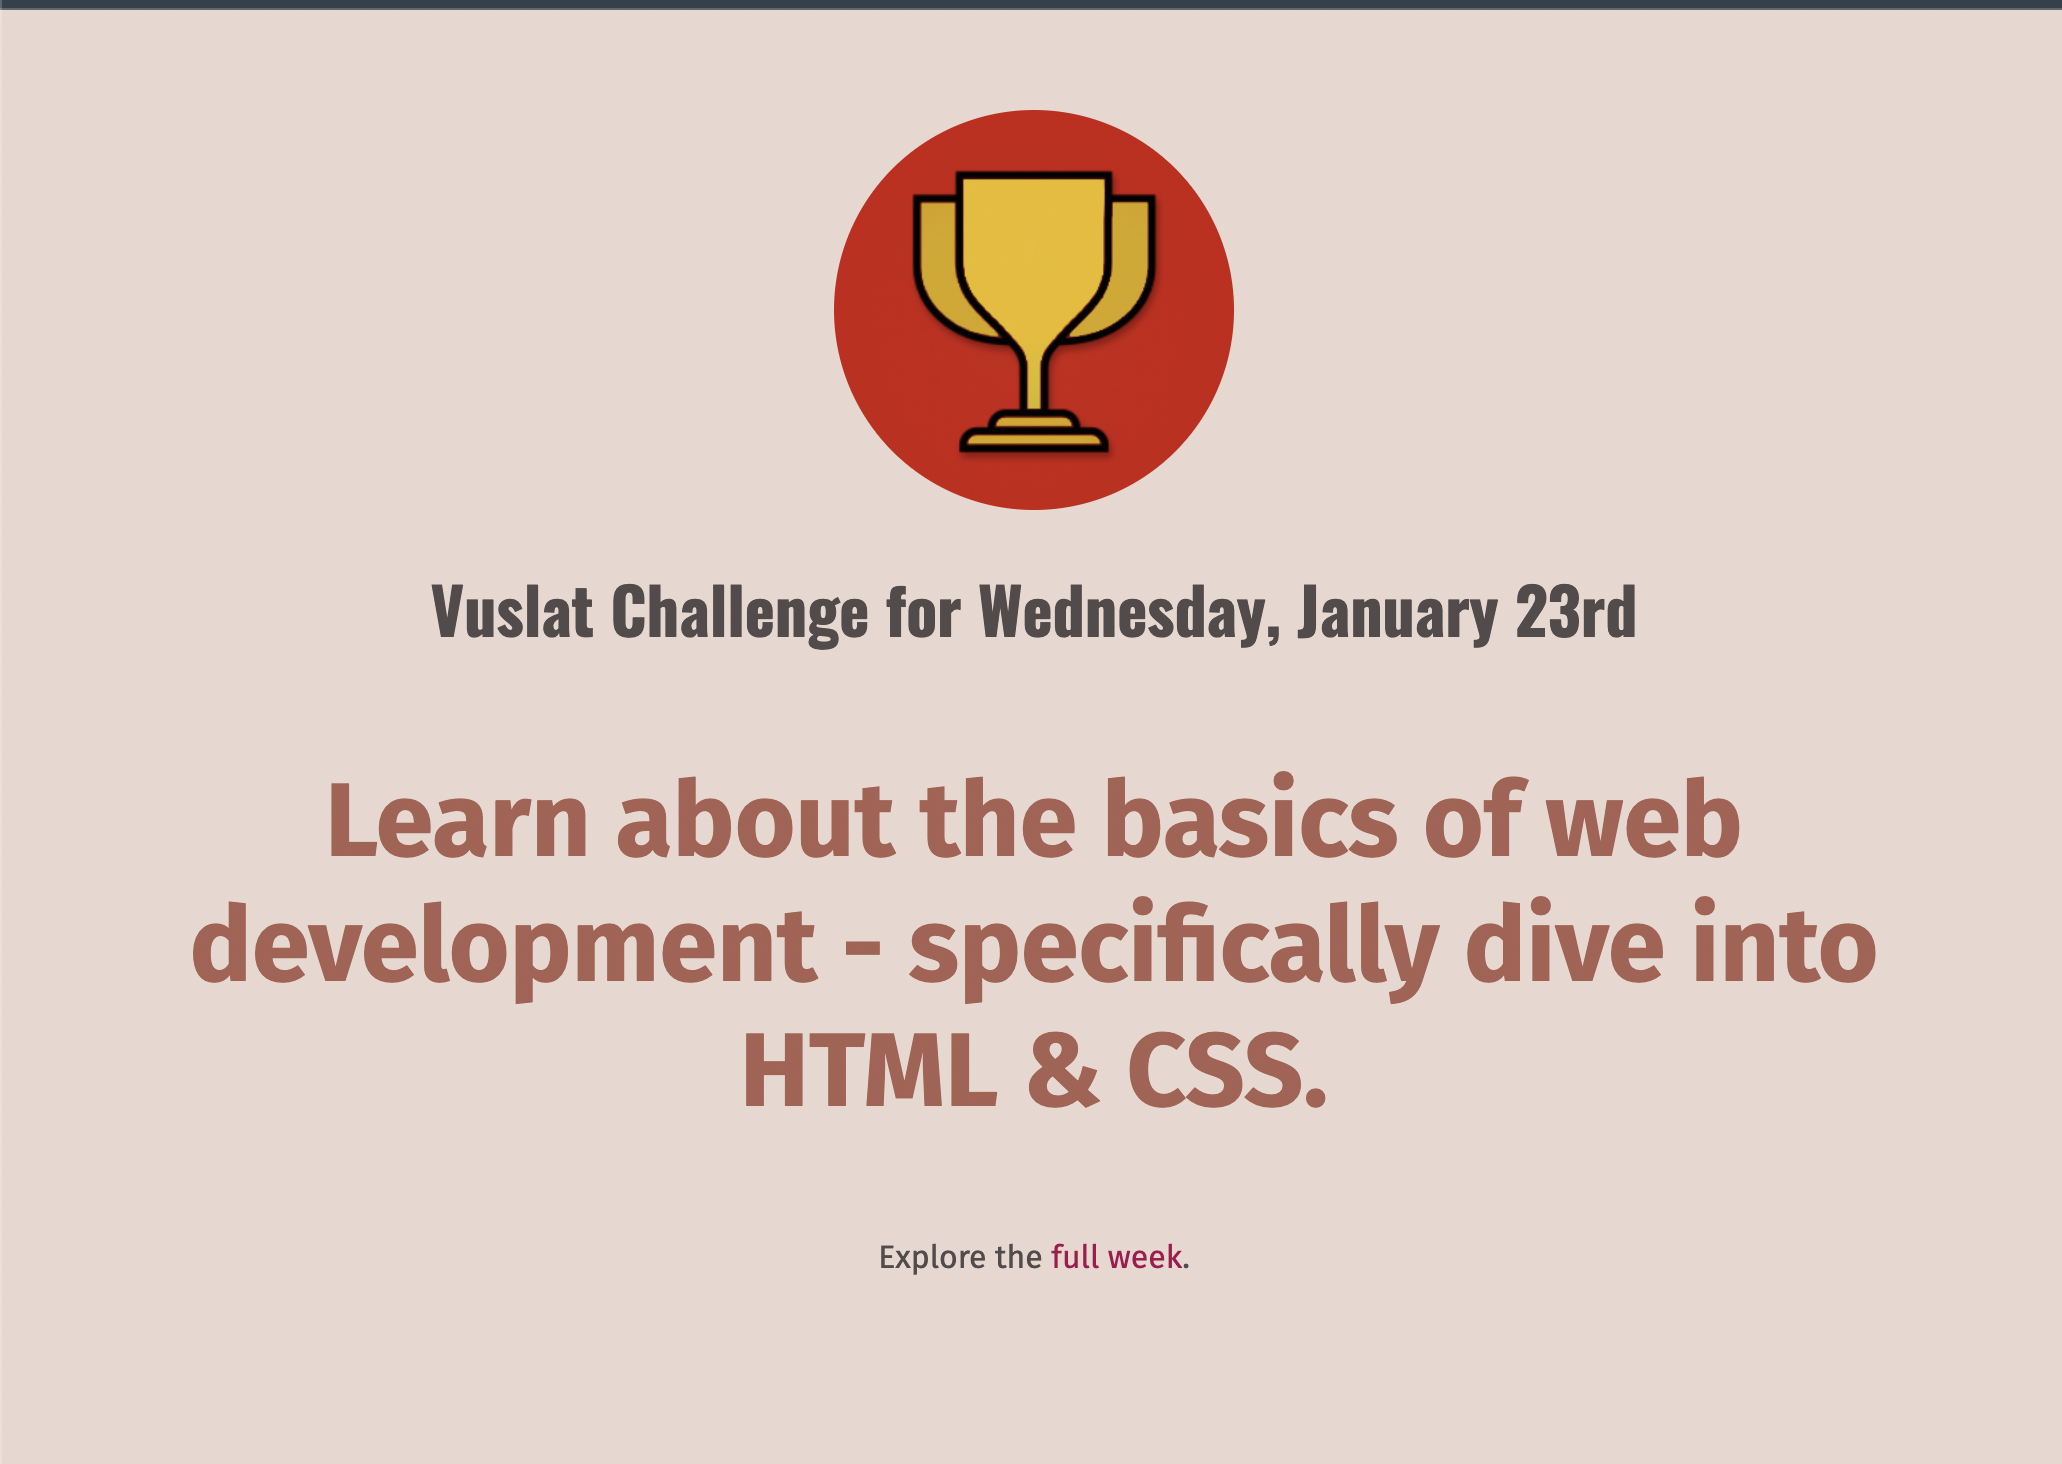 Vuslat Challenge for Wednesday, January 23rd
Learn about the basics of web
development - specifically dive into
HTML & CSS.
Explore the full week.